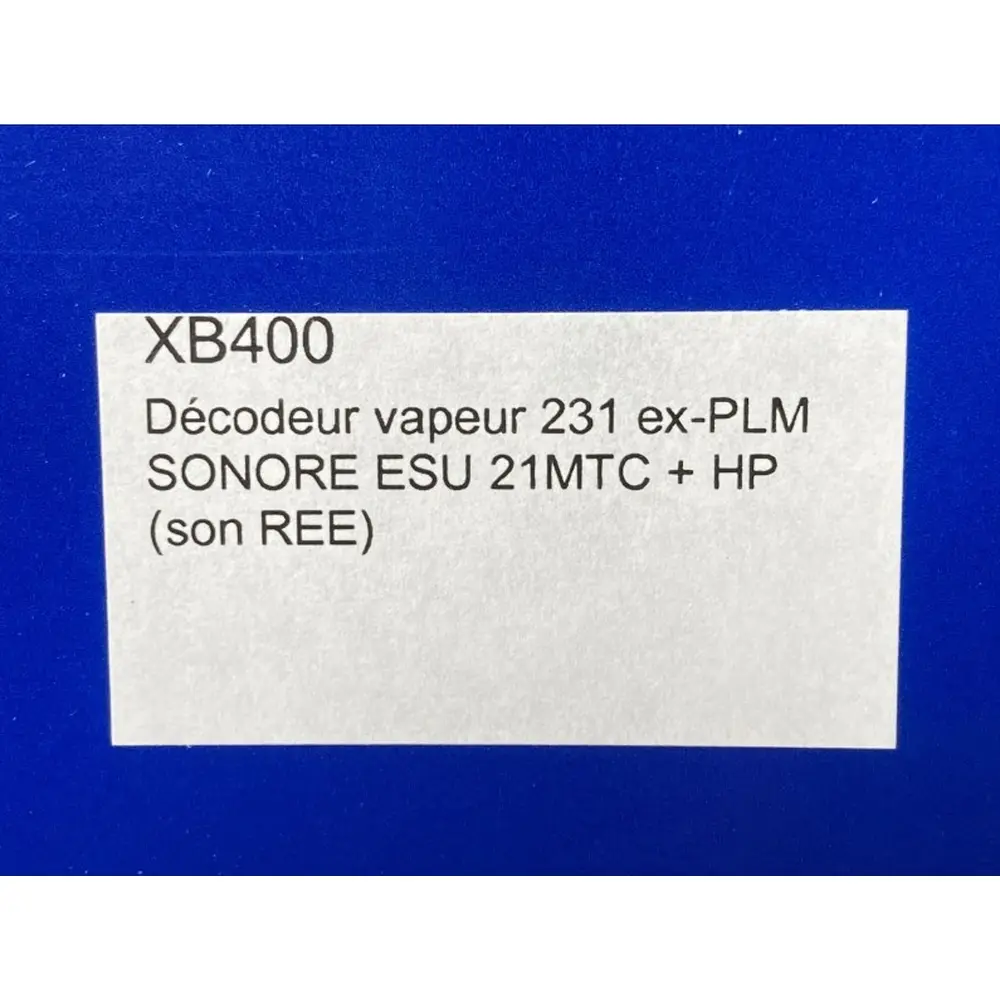 XB400
Décodeur vapeur 231 ex-PLM
SONORE ESU 21MTC + HP
(son REE)